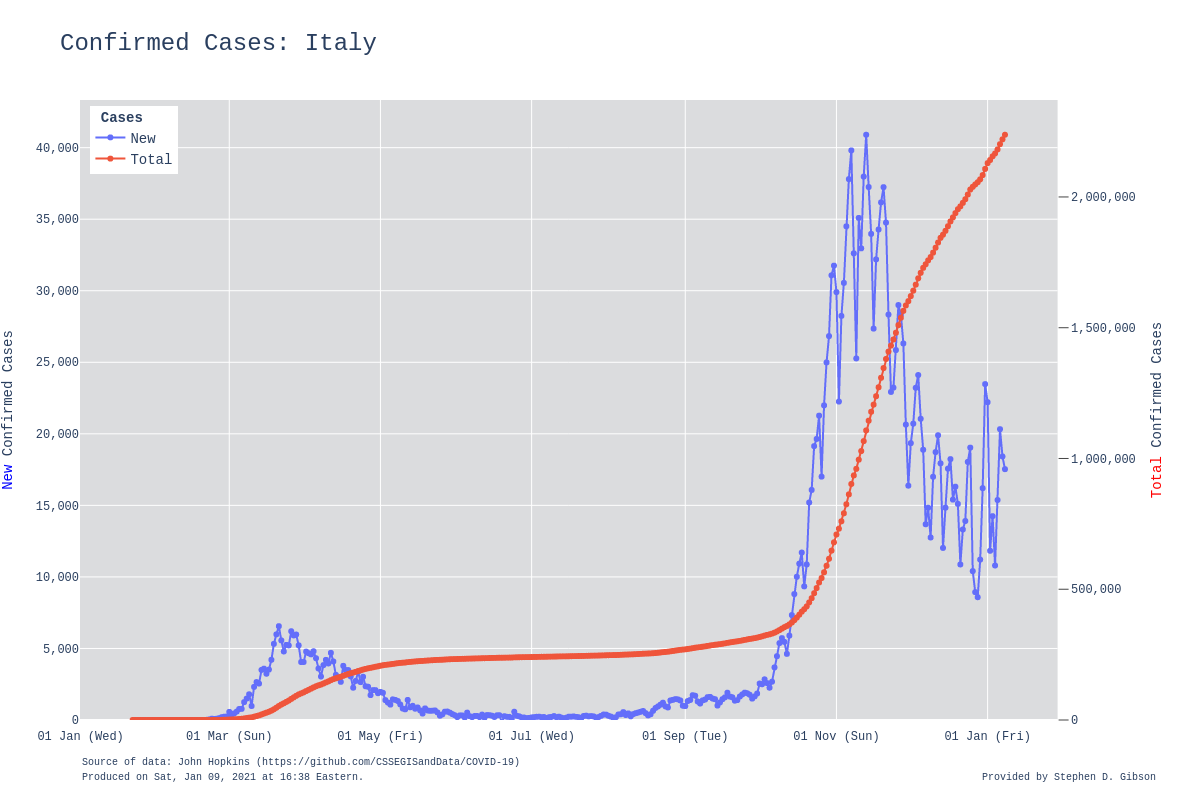 Confirmed Cases: Italy
Cases
New
Total
40,000
35,000
30,000
25,000
20,000
15,000
10,000
5,000
0
New Confirmed Cases
2,000,000
1,500,000
1,000,000
500,000
0
Total Confirmed Cases
01 Jan (Wed) 01 Mar (Sun) 01 May (Fri) 01 Jul (Wed) 01 Sep (Tue) 01 Nov (Sun) 01 Jan (Fri)
Source of data: John Hopkins (https://github.com/CSSEGISandData/COVID-19)
Produced on Sat, Jan 09, 2021 at 16:38 Eastern.
Provided by Stephen D. Gibson